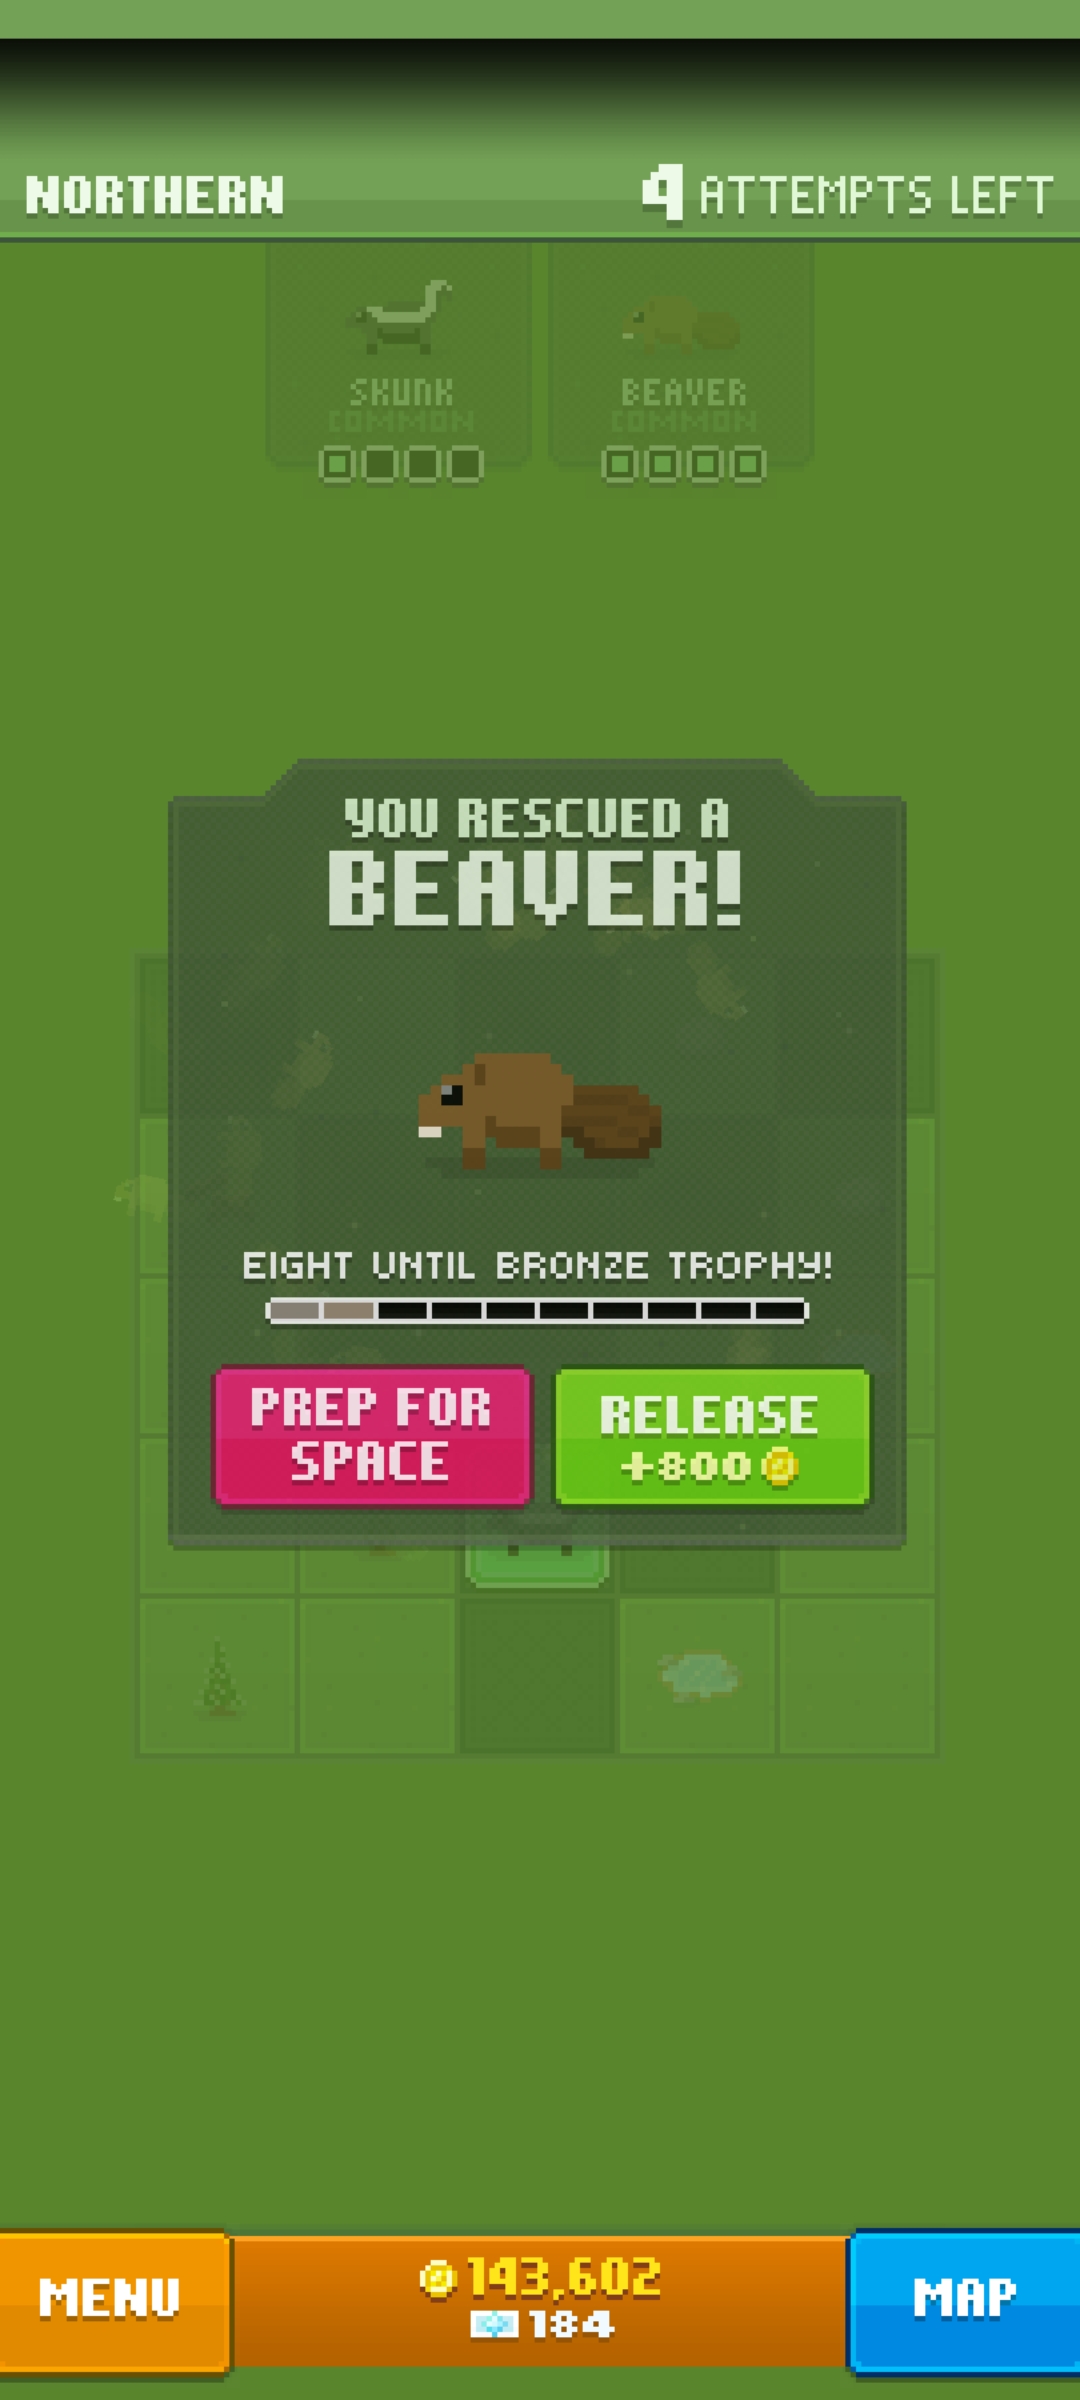 NORTHERN
4 ATTEMPTS LEFT
SKUNK
COMMON
BEAVER
COMMON
YOU RESCUED A
BEAVER!
EIGHT UNTIL BRONZE TROPHY!
PREP FOR
SPACE
RELEASE
+800
MENU
143,602
184
MAP